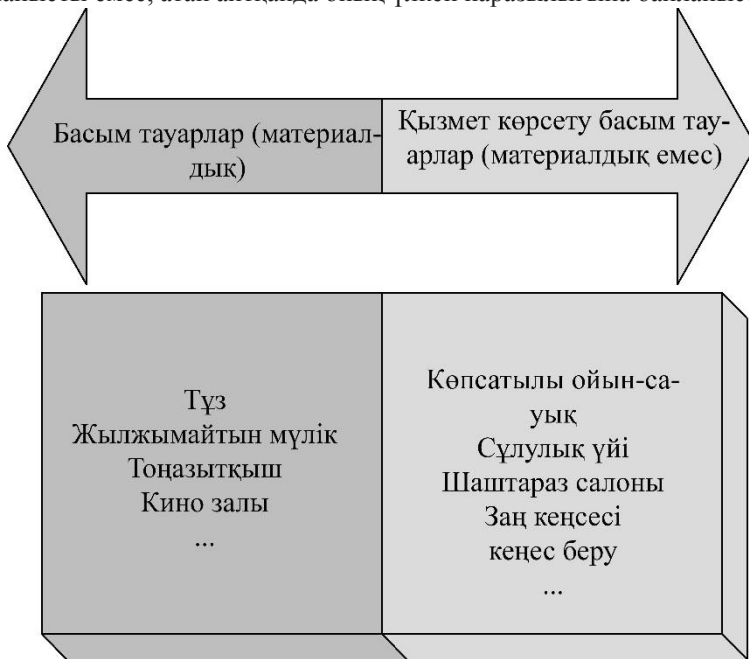 Басым тауарлар (материал-
дық)
Қызмет көрсету басым тау-
арлар (материалдық емес)
Тұз
Жылжымайтын мүлік
Тоңазытқыш
Кино залы
...
Көпсатылы ойын-са-
уық
Сұлулық үйі
Шаштараз салоны
Заң кеңсесі
кеңес беру
...